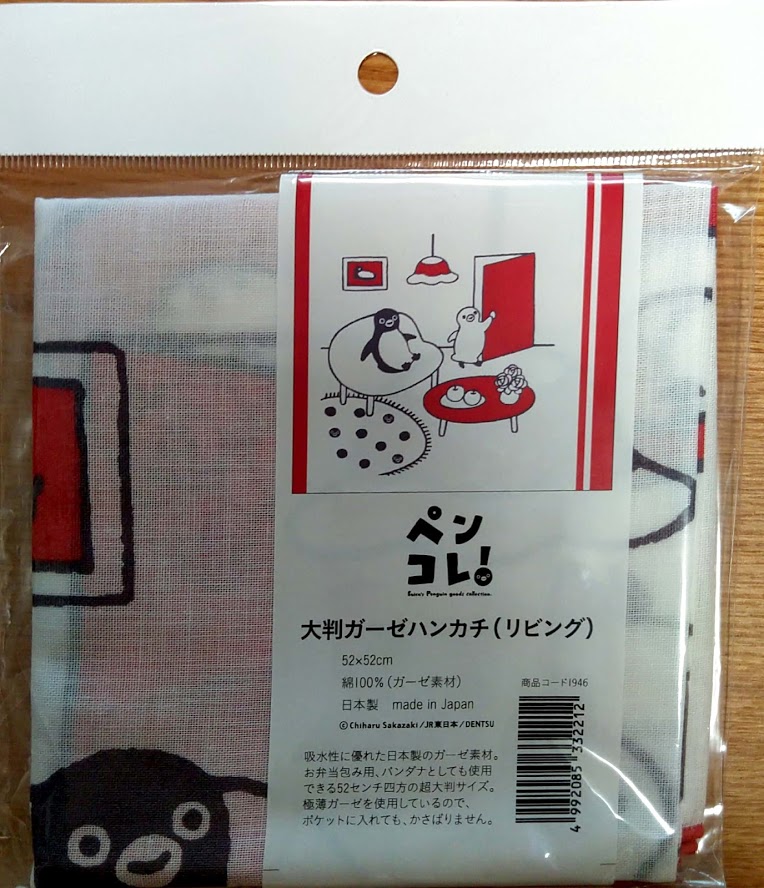 ペン
コレ!
Suica's Penguin goods collection.
大判ガーゼハンカチ(リビング)
52×52cm
綿100%(ガーゼ素材)
商品コード1946
日本製 made in Japan
©Chiharu Sakazaki/JR東日本/DENTSU
吸水性に優れた日本製のガーゼ素材。
お弁当包み用、バンダナとしても使用
できる52センチ四方の超大判サイズ。
極薄ガーゼを使用しているので、
ポケットに入れても、かさばりません。
4 992085 332212